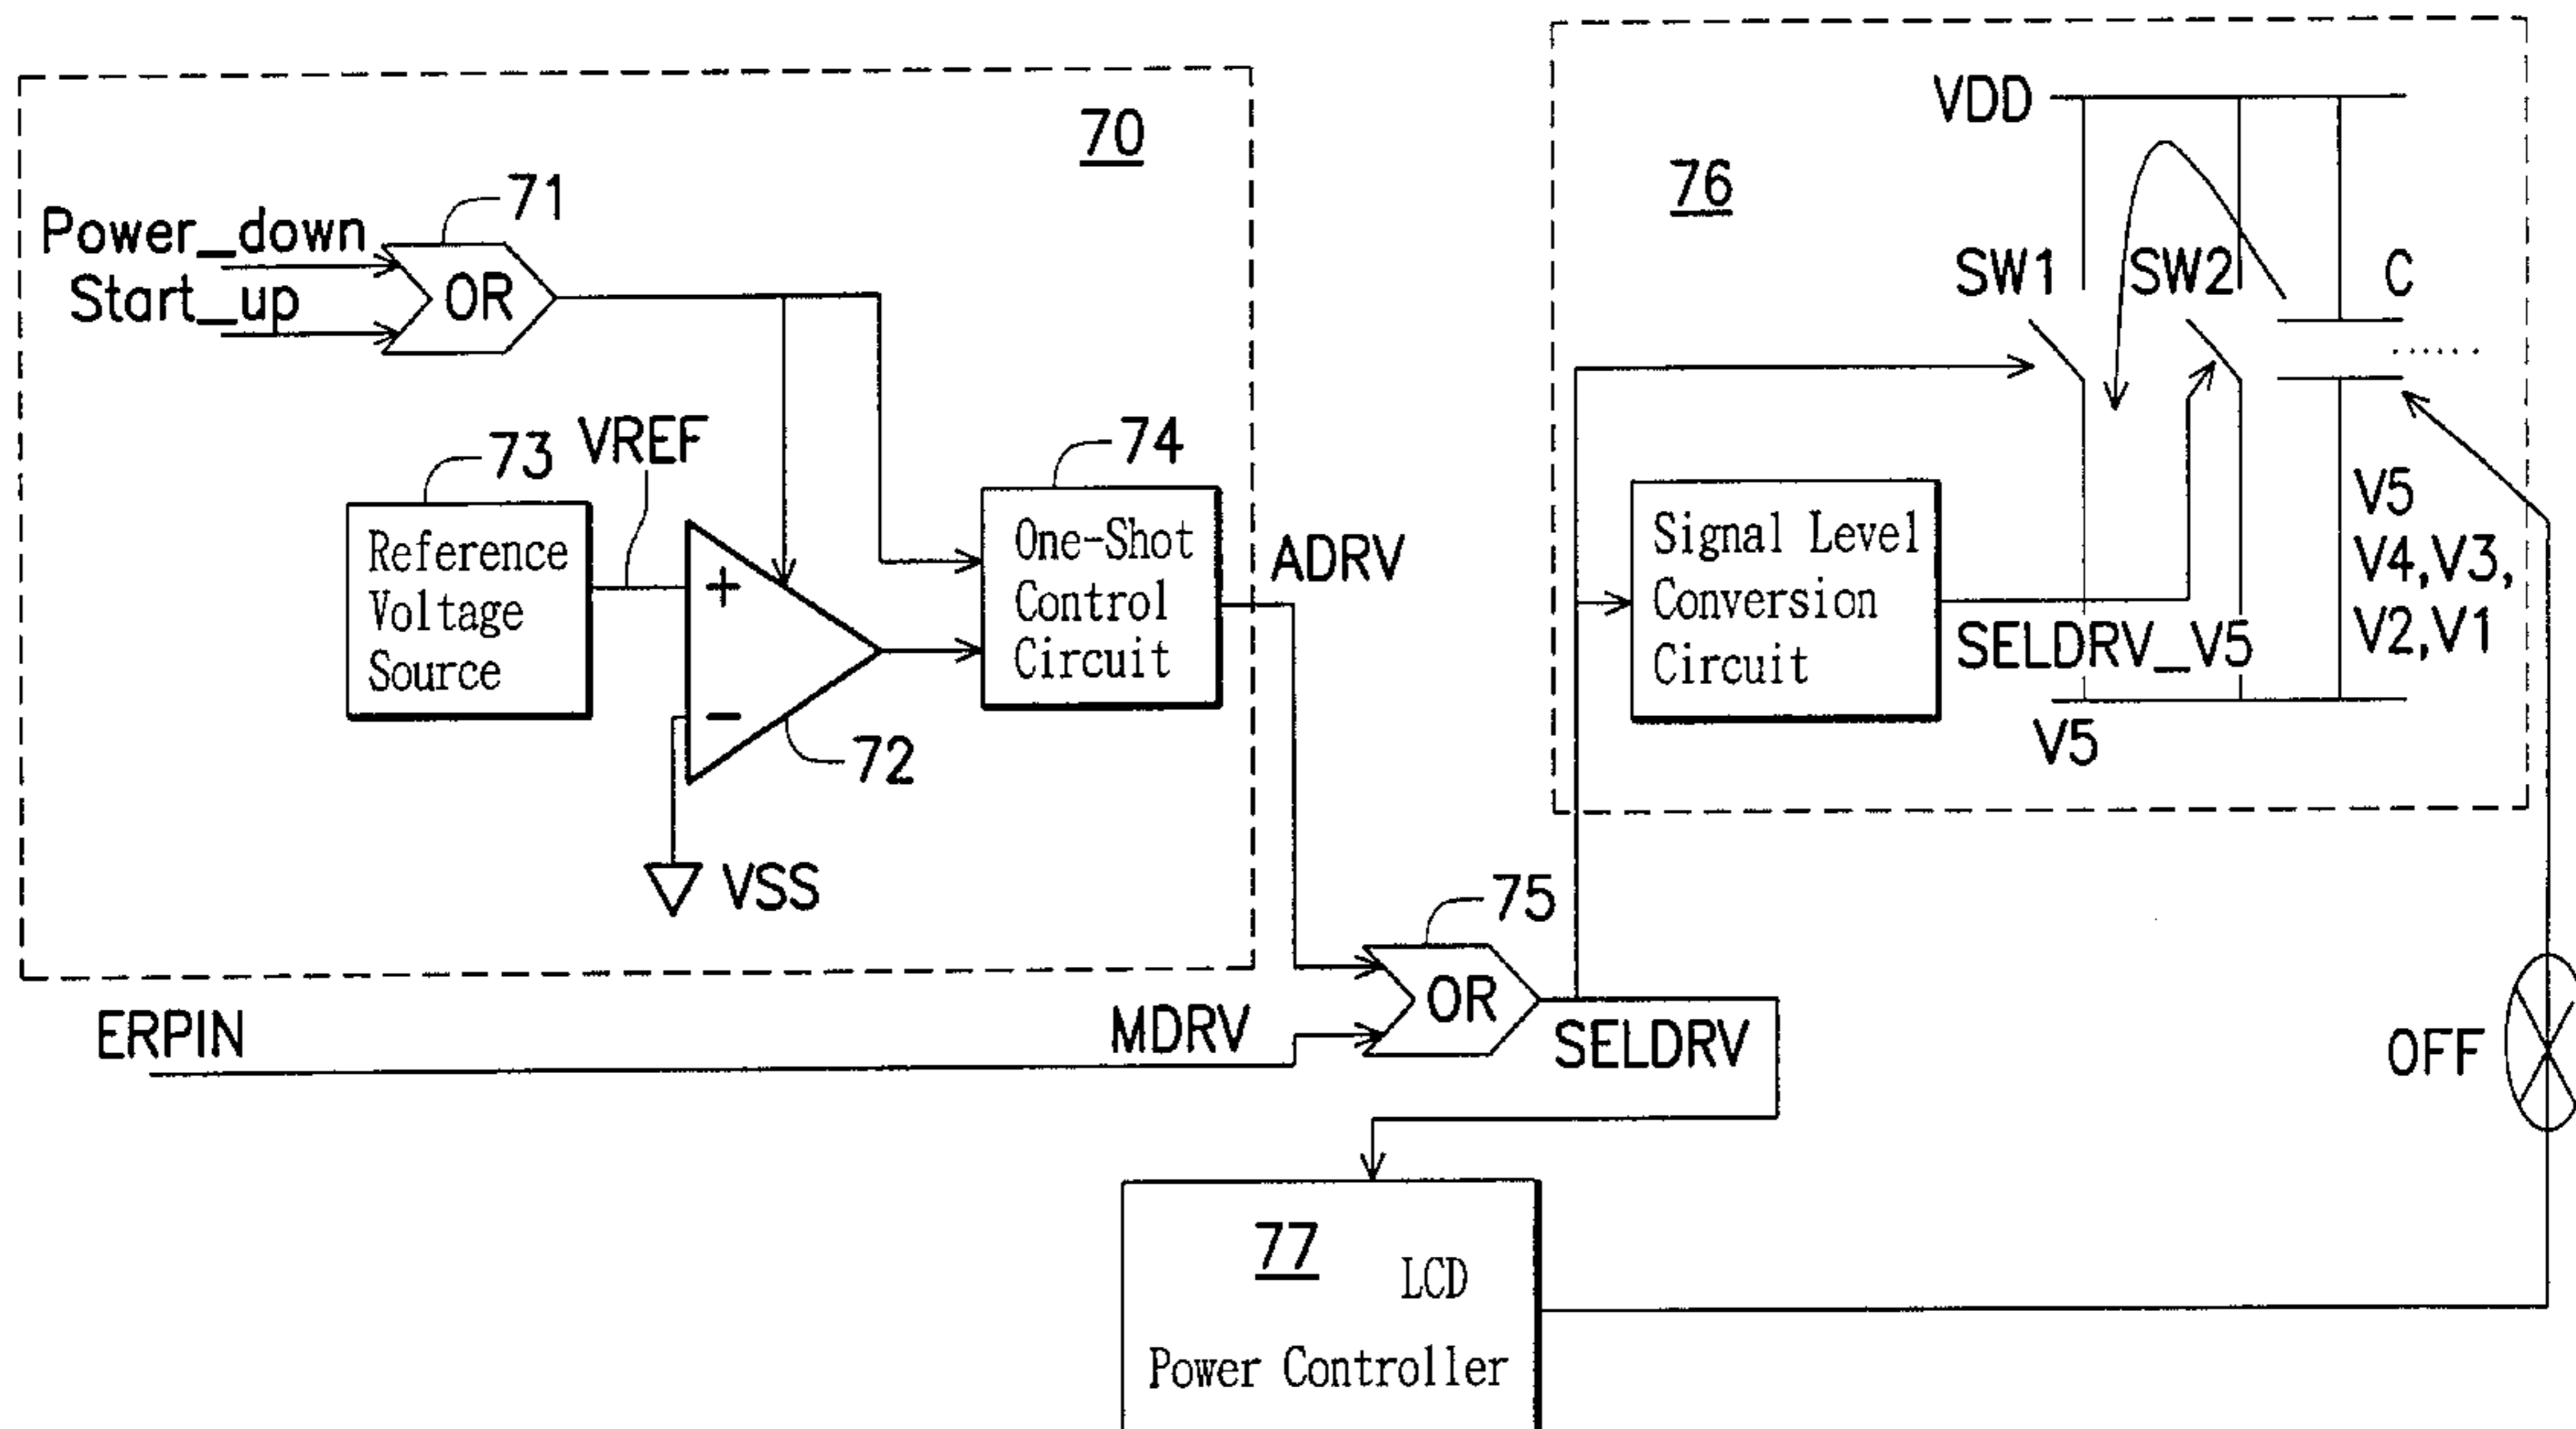 70
71
Power_down
Start_up
OR
73
VREF
74
Reference
Voltage
Source
+
−
One-Shot
Control
Circuit
ADRV
72
VSS
76
VDD
SW1
SW2
C
......
Signal Level
Conversion
Circuit
SELDRV_V5
V5
V4,V3,
V2,V1
V5
75
ERPIN
MDRV
OR
SELDRV
OFF
77
LCD
Power Controller